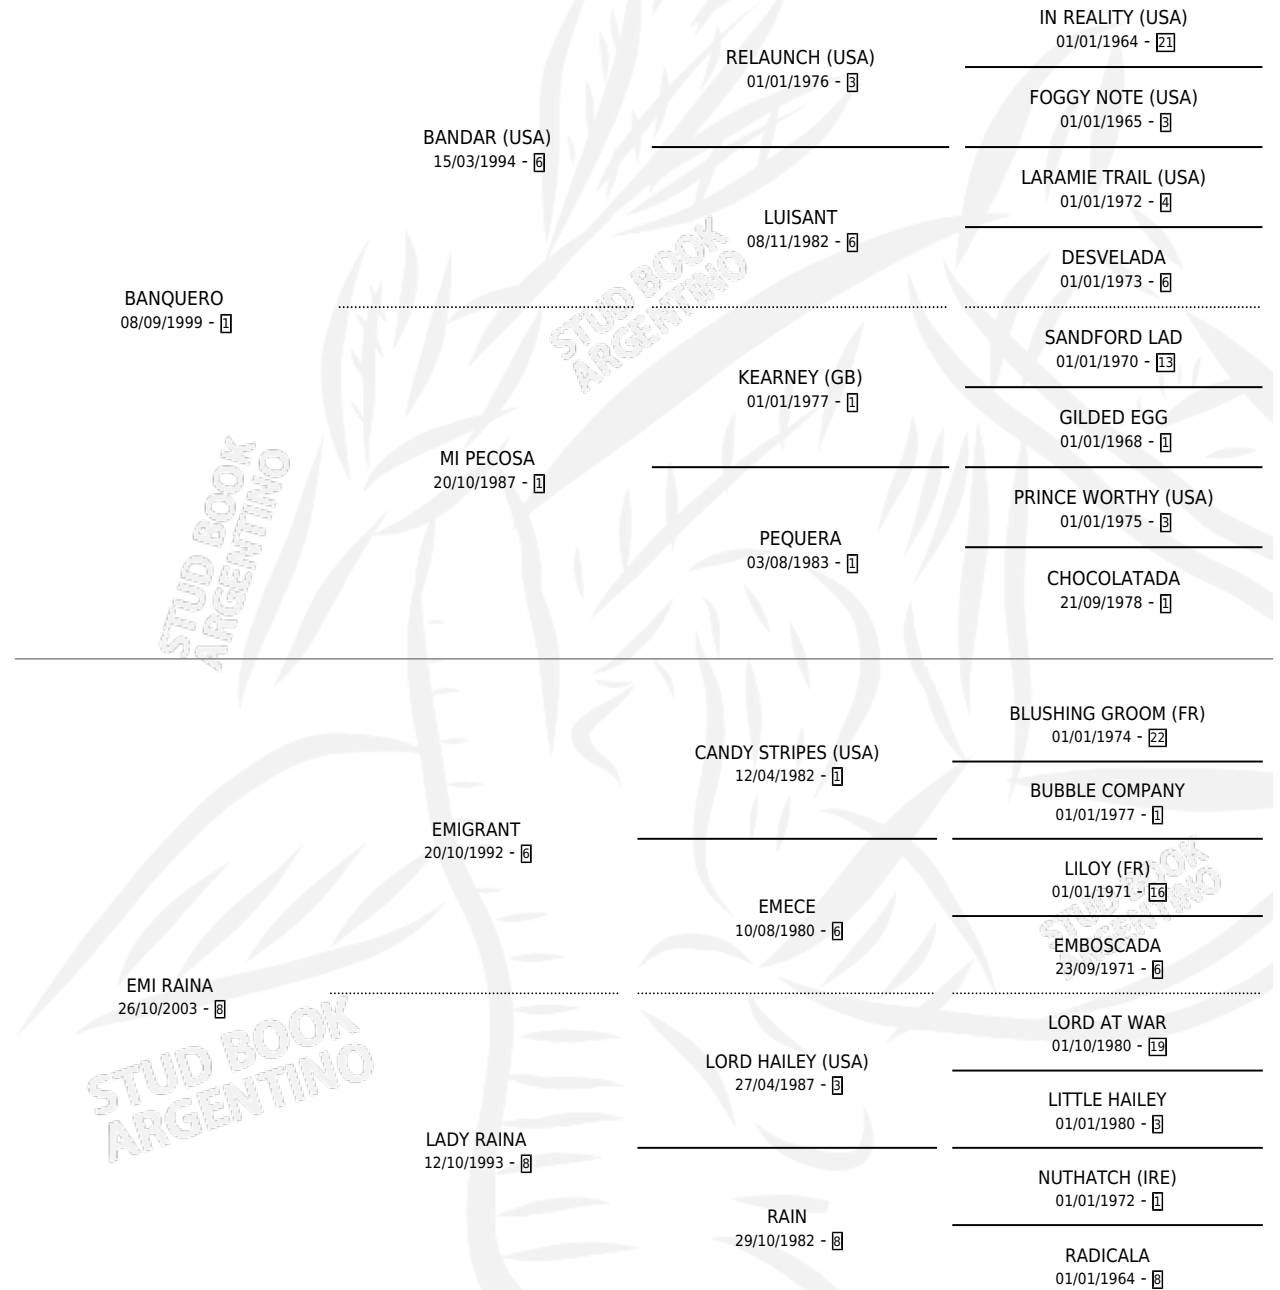 IN REALITY (USA)
01/01/1964 - 21
RELAUNCH (USA)
01/01/1976 - 3
FOGGY NOTE (USA)
01/01/1965 - 3
BANDAR (USA)
15/03/1994 - 6
LARAMIE TRAIL (USA)
01/01/1972 - 4
LUISANT
08/11/1982 - 6
DESVELADA
01/01/1973 - 6
BANQUERO
08/09/1999 - 1
SANDFORD LAD
01/01/1970 - 13
KEARNEY (GB)
01/01/1977 - 1
GILDED EGG
01/01/1968 - 1
MI PECOSA
20/10/1987 - 1
PRINCE WORTHY (USA)
01/01/1975 - 3
PEQUERA
03/08/1983 - 1
CHOCOLATADA
21/09/1978 - 1
BLUSHING GROOM (FR)
01/01/1974 - 22
CANDY STRIPES (USA)
12/04/1982 - 1
BUBBLE COMPANY
01/01/1977 - 1
EMIGRANT
20/10/1992 - 6
LILOY (FR)
01/01/1971 - 16
EMECE
10/08/1980 - 6
EMBOSCADA
23/09/1971 - 6
EMI RAINA
26/10/2003 - 8
LORD AT WAR
01/10/1980 - 19
LORD HAILEY (USA)
27/04/1987 - 3
LITTLE HAILEY
01/01/1980 - 3
LADY RAINA
12/10/1993 - 8
NUTHATCH (IRE)
01/01/1972 - 1
RAIN
29/10/1982 - 8
RADICALA
01/01/1964 - 8
STUD BOOK
ARGENTINO
STUD BOOK
ARGENTINO
STUD BOOK
ARGENTINO
STUD BOOK
ARGENTINO